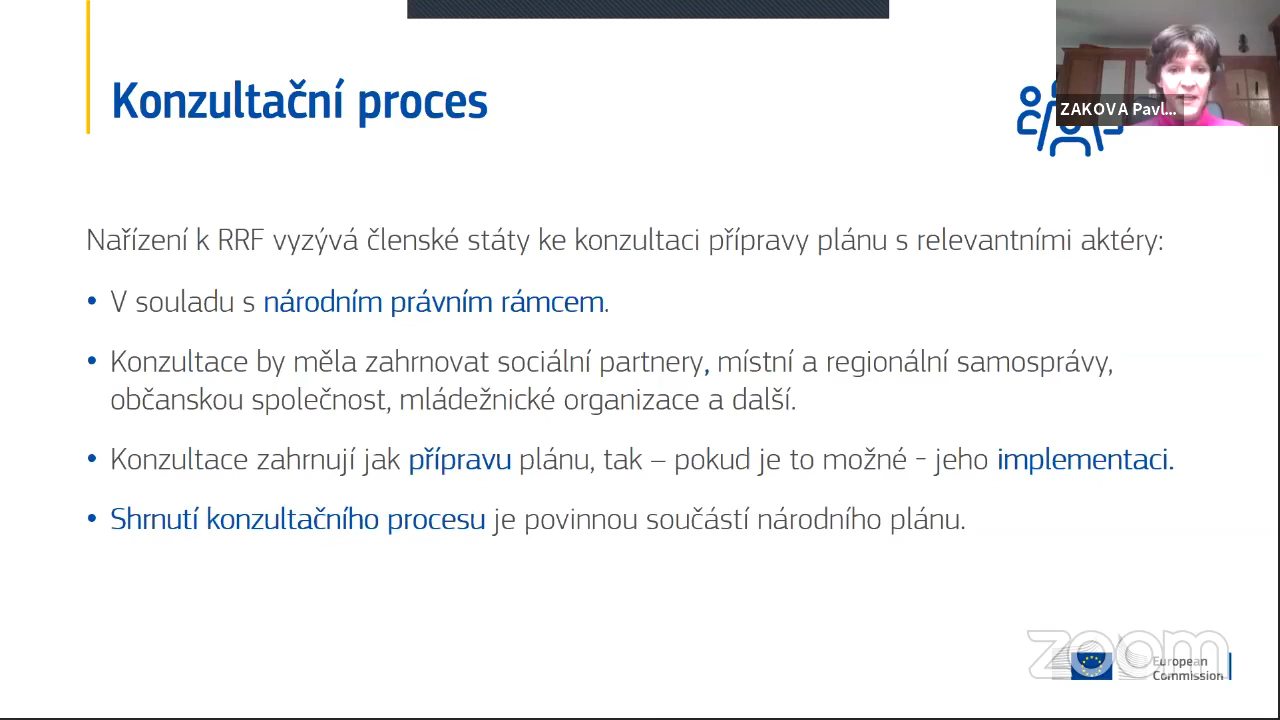 Konzultační proces
ZAKOVA Pavl...
Nařízení k RRF vyzývá členské státy ke konzultaci přípravy plánu s relevantními aktéry:
• V souladu s národním právním rámcem.
• Konzultace by měla zahrnovat sociální partnery, místní a regionální samosprávy,
občanskou společnost, mládežnické organizace a další.
• Konzultace zahrnují jak přípravu plánu, tak – pokud je to možné - jeho implementaci.
• Shrnutí konzultačního procesu je povinnou součástí národního plánu.
zoom
European
Commission